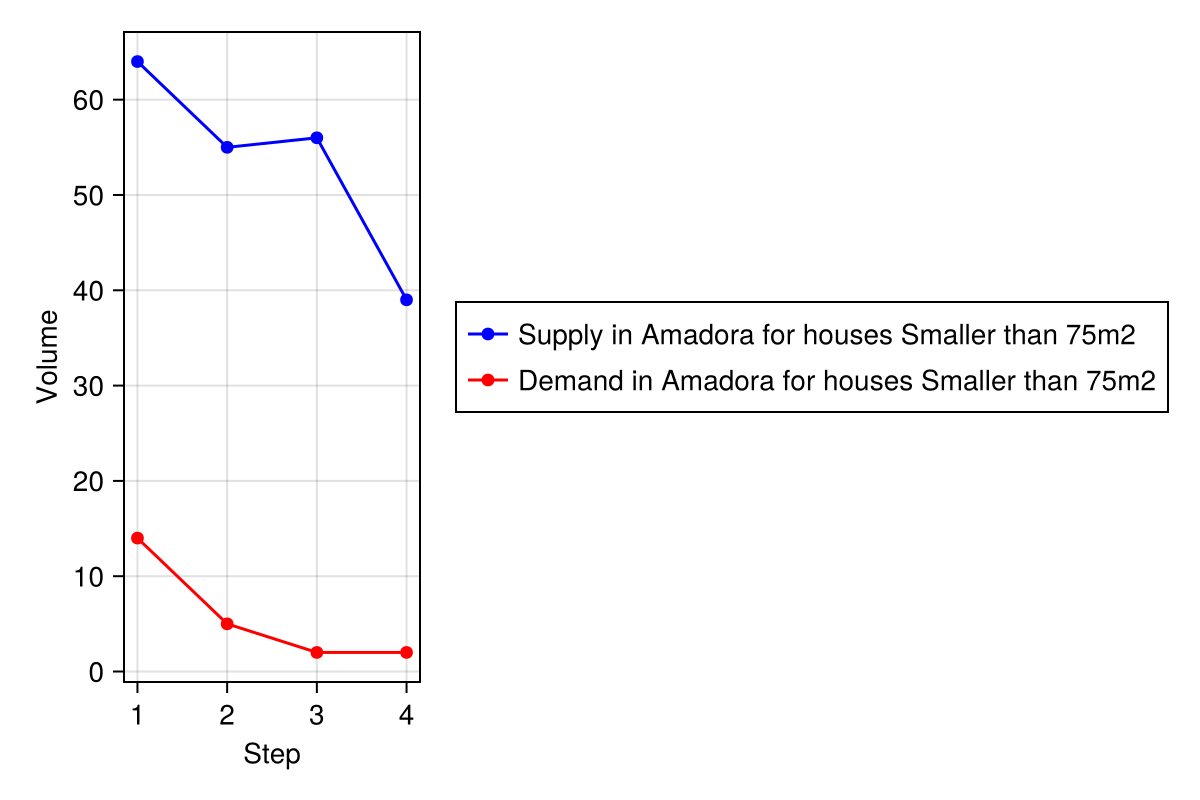 Volume
60
50
40
30
20
10
0
1 2 3 4
Step
Supply in Amadora for houses Smaller than 75m2
Demand in Amadora for houses Smaller than 75m2